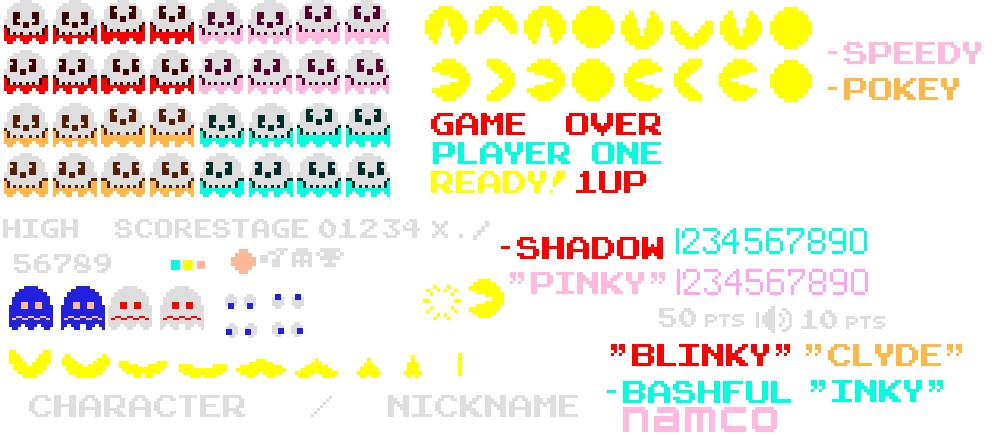 -SPEEDY
-POKEY
GAME OVER
PLAYER ONE
READY!
1UP
HIGH SCORESTAGE 01234 X./
56789
-SHADOW
1234567890
"PINKY"
1234567890
50 PTS
10 PTS
"BLINKY" "CLYDE"
-BASHFUL "INKY"
CHARACTER / NICKNAME
namco